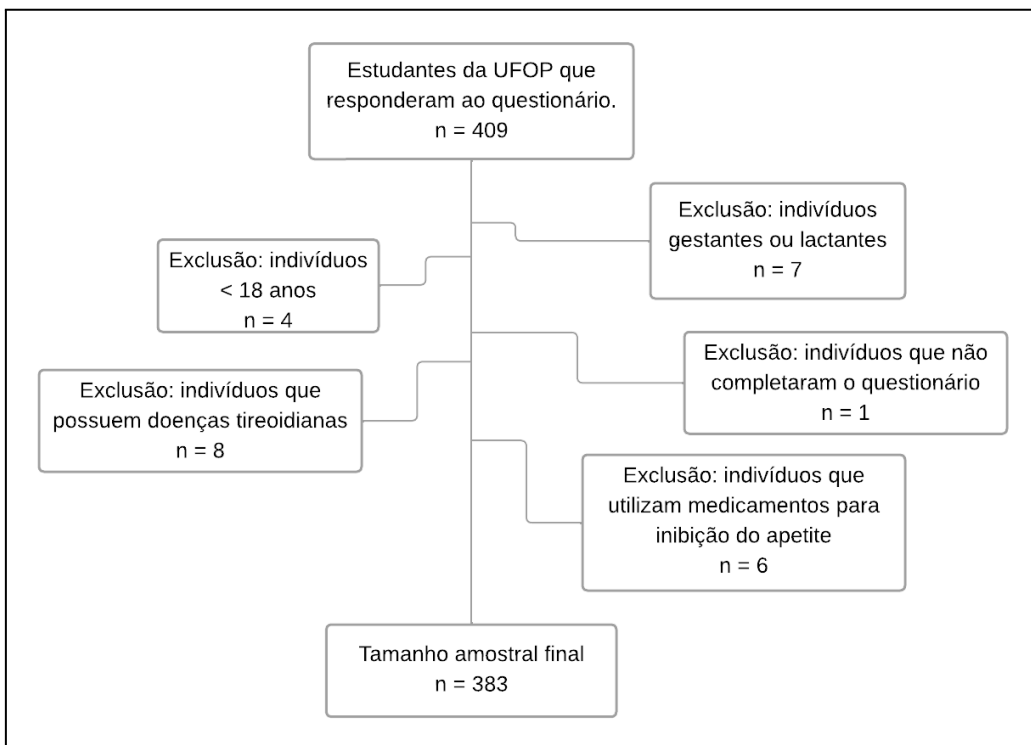 Estudantes da UFOP que
responderam ao questionário.
n = 409
Exclusão: indivíduos
gestantes ou lactantes
n = 7
Exclusão: indivíduos
< 18 anos
n = 4
Exclusão: indivíduos que não
completaram o questionário
n = 1
Exclusão: indivíduos que
possuem doenças tireoidianas
n = 8
Exclusão: indivíduos que
utilizam medicamentos para
inibição do apetite
n = 6
Tamanho amostral final
n = 383